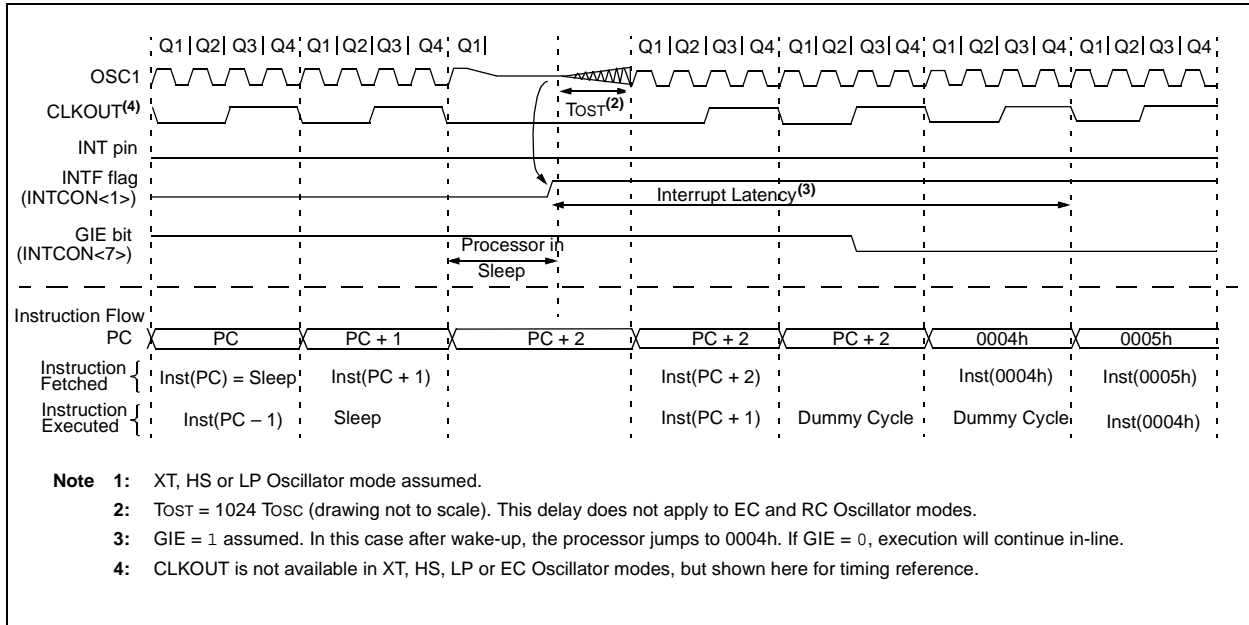 Q1 Q2 Q3 Q4 Q1 Q2 Q3 Q4 Q1 Q1 Q2 Q3 Q4 Q1 Q2 Q3 Q4 Q1 Q2 Q3 Q4 Q1 Q2 Q3 Q4
OSC1
CLKOUT(4)
TOST(2)
INT pin
INTF flag
(INTCON<1>)
Interrupt Latency(3)
GIE bit
(INTCON<7>)
Processor in
Sleep
Instruction Flow
PC PC PC + 1 PC + 2 PC + 2 PC + 2 0004h 0005h
Instruction
Fetched
Inst(PC) = Sleep Inst(PC + 1) Inst(PC + 2) Inst(0004h) Inst(0005h)
Instruction
Executed
Inst(PC – 1) Sleep Inst(PC + 1) Dummy Cycle Dummy Cycle Inst(0004h)
Note 1: XT, HS or LP Oscillator mode assumed.
2: TOST = 1024 TOSC (drawing not to scale). This delay does not apply to EC and RC Oscillator modes.
3: GIE = 1 assumed. In this case after wake-up, the processor jumps to 0004h. If GIE = 0, execution will continue in-line.
4: CLKOUT is not available in XT, HS, LP or EC Oscillator modes, but shown here for timing reference.